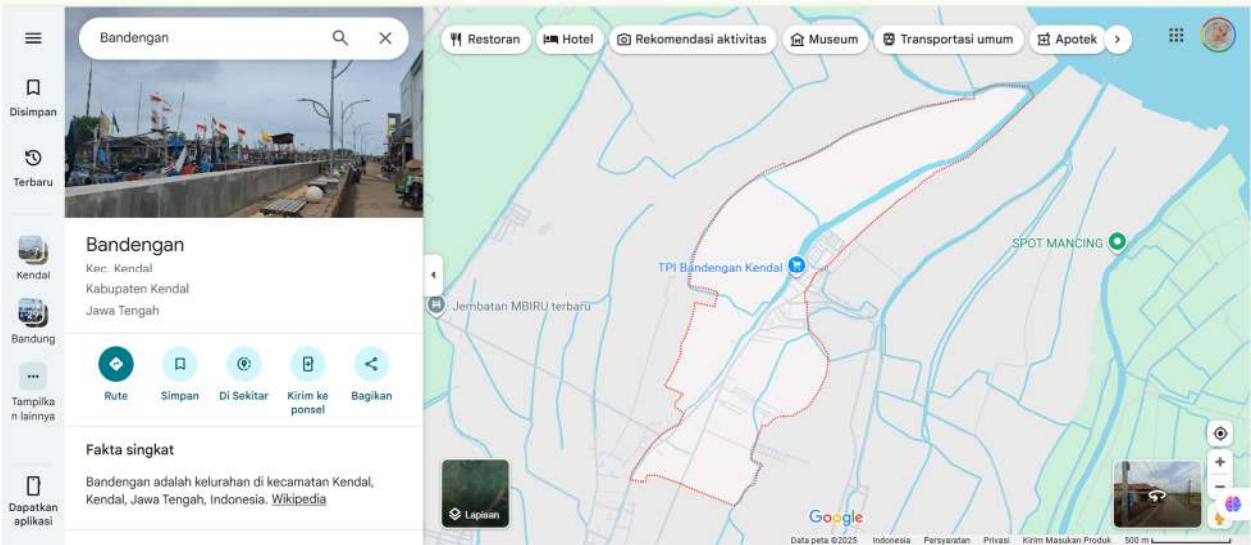 Bandengan
Restoran
Hotel
Rekomendasi aktivitas
Museum
Transportasi umum
Apotek
Disimpan
Terbaru
Kendal
Bandung
Tampilka
n lainnya
Dapatkan
aplikasi
Bandengan
Kec. Kendal
Kabupaten Kendal
Jawa Tengah
Rute
Simpan
Di Sekitar
Kirim ke
ponsel
Bagikan
Fakta singkat
Bandengan adalah kelurahan di kecamatan Kendal,
Kendal, Jawa Tengah, Indonesia. Wikipedia
SPOT MANCING
TPI Bandengan Kendal
Jembatan MBIRU terbaru
Lapisan
Google
Data peta ©2025 Indonesia Persyaratan Privasi Kirim Masukan Produk 500 m